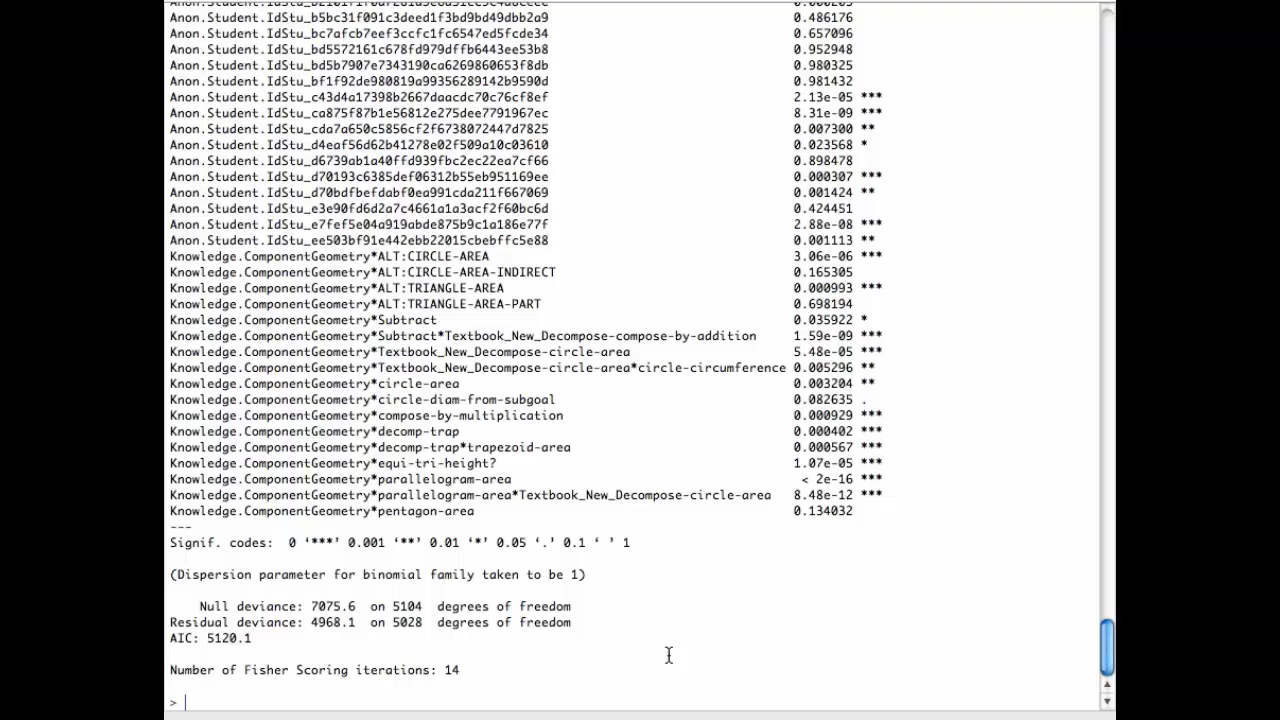 Anon.Student.IdStu_b5bc31f091c3deed1f3bd9bd49dbb2a9 0.486176
Anon.Student.IdStu_bc7afcb7eef3ccfc1fc6547ed5fcde34 0.657096
Anon.Student.IdStu_bd5572161c678fd979dffb6443ee53b8 0.952948
Anon.Student.IdStu_bd5b7907e7343190ca6269860653f8db 0.980325
Anon.Student.IdStu_bf1f92de980819a99356289142b9590d 0.981432
Anon.Student.IdStu_c43d4a17398b2667daacdc70c76cf8ef 2.13e-05 ***
Anon.Student.IdStu_ca875f87b1e56812e275dee7791967ec 8.31e-09 ***
Anon.Student.IdStu_cda7a650c5856cf2f6738072447d7825 0.007300 **
Anon.Student.IdStu_d4eaf56d62b41278e02f509a10c03610 0.023568 *
Anon.Student.IdStu_d6739ab1a40ffd939fbc2ec22ea7cf66 0.898478
Anon.Student.IdStu_d70193c6385def06312b55eb951169ee 0.000307 ***
Anon.Student.IdStu_d70bdfbefdabf0ea991cda211f667069 0.001424 **
Anon.Student.IdStu_e3e90fd6d2a7c4661a1a3acf2f60bc6d 0.424451
Anon.Student.IdStu_e7fef5e04a919abde875b9c1a186e77f 2.88e-08 ***
Anon.Student.IdStu_ee503bf91e442ebb22015cbebffc5e88 0.001113 **
Knowledge.ComponentGeometry*ALT:CIRCLE-AREA 3.06e-06 ***
Knowledge.ComponentGeometry*ALT:CIRCLE-AREA-INDIRECT 0.165305
Knowledge.ComponentGeometry*ALT:TRIANGLE-AREA 0.000993 ***
Knowledge.ComponentGeometry*ALT:TRIANGLE-AREA-PART 0.698194
Knowledge.ComponentGeometry*Subtract 0.035922 *
Knowledge.ComponentGeometry*Subtract*Textbook_New_Decompose-compose-by-addition 1.59e-09 ***
Knowledge.ComponentGeometry*Textbook_New_Decompose-circle-area 5.48e-05 ***
Knowledge.ComponentGeometry*Textbook_New_Decompose-circle-area*circle-circumference 0.005296 **
Knowledge.ComponentGeometry*circle-area 0.003204 **
Knowledge.ComponentGeometry*circle-diam-from-subgoal 0.082635 .
Knowledge.ComponentGeometry*compose-by-multiplication 0.000929 ***
Knowledge.ComponentGeometry*decomp-trap 0.000402 ***
Knowledge.ComponentGeometry*decomp-trap*trapezoid-area 0.000567 ***
Knowledge.ComponentGeometry*equi-tri-height? 1.07e-05 ***
Knowledge.ComponentGeometry*parallelogram-area < 2e-16 ***
Knowledge.ComponentGeometry*parallelogram-area*Textbook_New_Decompose-circle-area 8.48e-12 ***
Knowledge.ComponentGeometry*pentagon-area 0.134032
---
Signif. codes: 0 ‘***’ 0.001 ‘**’ 0.01 ‘*’ 0.05 ‘.’ 0.1 ‘ ’ 1
(Dispersion parameter for binomial family taken to be 1)
Null deviance: 7075.6 on 5104 degrees of freedom
Residual deviance: 4968.1 on 5028 degrees of freedom
AIC: 5120.1
Number of Fisher Scoring iterations: 14
>